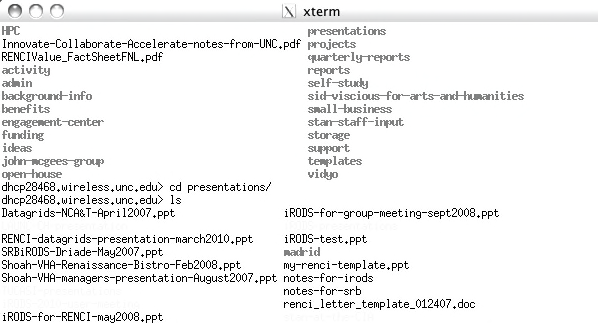 X xterm
HPC presentations
Innovate-Collaborate-Accelerate-notes-from-UNC.pdf projects
RENCIValue_FactSheetFNL.pdf quarterly-reports
activity reports
admin self-study
background-info sid-viscious-for-arts-and-humanities
benefits small-business
engagement-center stan-staff-input
funding storage
ideas support
john-mcgees-group templates
open-house vidyo
dhcp28468.wireless.unc.edu> cd presentations/
dhcp28468.wireless.unc.edu> ls
Datagrids-NCA&T-April2007.ppt iRODS-for-group-meeting-sept2008.ppt
RENCI-datagrids-presentation-march2010.ppt iRODS-test.ppt
SRBiRODS-Driade-May2007.ppt madrid
Shoah-VHA-Renaissance-Bistro-Feb2008.ppt my-renci-template.ppt
Shoah-VHA-managers-presentation-August2007.ppt notes-for-irods
notes-for-srb
renci_letter_template_012407.doc
iRODS-for-RENCI-may2008.ppt